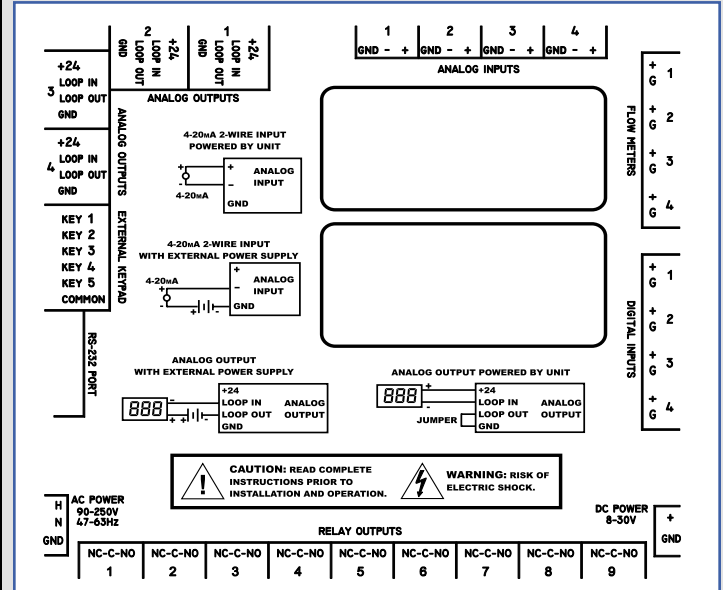 2
GND
LOOP OUT
LOOP IN
+24
1
GND
LOOP OUT
LOOP IN
+24
ANALOG OUTPUTS
1 2 3 4
GND - + GND - + GND - + GND - +
ANALOG INPUTS
3
+24
LOOP IN
LOOP OUT
GND
4
+24
LOOP IN
LOOP OUT
GND
ANALOG OUTPUTS
KEY 1
KEY 2
KEY 3
KEY 4
KEY 5
COMMON
EXTERNAL KEYPAD
RS-232 PORT
4-20MA 2-WIRE INPUT
POWERED BY UNIT
+ + ANALOG
- - INPUT
4-20MA
GND
4-20MA 2-WIRE INPUT
WITH EXTERNAL POWER SUPPLY
+
4-20MA ANALOG
+ - INPUT
- + - GND
ANALOG OUTPUT
WITH EXTERNAL POWER SUPPLY
+24
888 - LOOP IN ANALOG
+ + - LOOP OUT OUTPUT
GND
ANALOG OUTPUT POWERED BY UNIT
+ +24
888 - LOOP IN ANALOG
LOOP OUT OUTPUT
JUMPER
GND
FLOW METERS
+
G 1
+
G 2
+
G 3
+
G 4
DIGITAL INPUTS
+
G 1
+
G 2
+
G 3
+
G 4
! CAUTION: READ COMPLETE
INSTRUCTIONS PRIOR TO
INSTALLATION AND OPERATION.
WARNING: RISK OF
ELECTRIC SHOCK.
H
N
GND
AC POWER
90-250V
47-63Hz
DC POWER
8-30V
+
GND
RELAY OUTPUTS
NC-C-NO NC-C-NO NC-C-NO NC-C-NO NC-C-NO NC-C-NO NC-C-NO NC-C-NO NC-C-NO
1 2 3 4 5 6 7 8 9